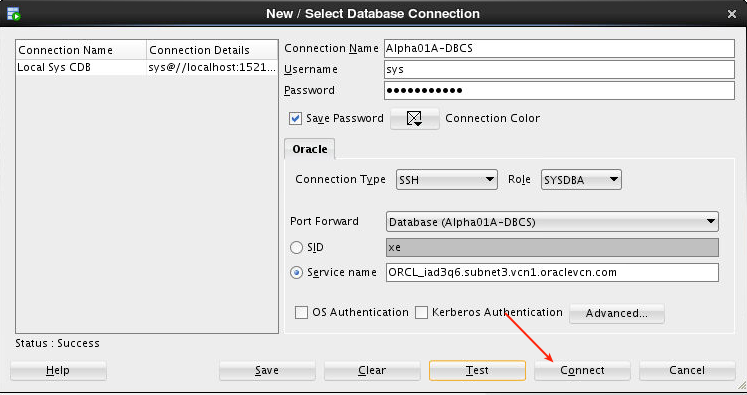 New / Select Database Connection
Connection Name Connection Details
Local Sys CDB sys@//localhost:1521...
Connection Name Alpha01A-DBCS
Username sys
Password ●●●●●●●●●●●
Save Password Connection Color
Oracle
Connection Type SSH Role SYSDBA
Port Forward Database (Alpha01A-DBCS)
SID xe
Service name ORCL_iad3q6.subnet3.vcn1.oraclevcn.com
OS Authentication Kerberos Authentication Advanced...
Status : Success
Help Save Clear Test Connect Cancel